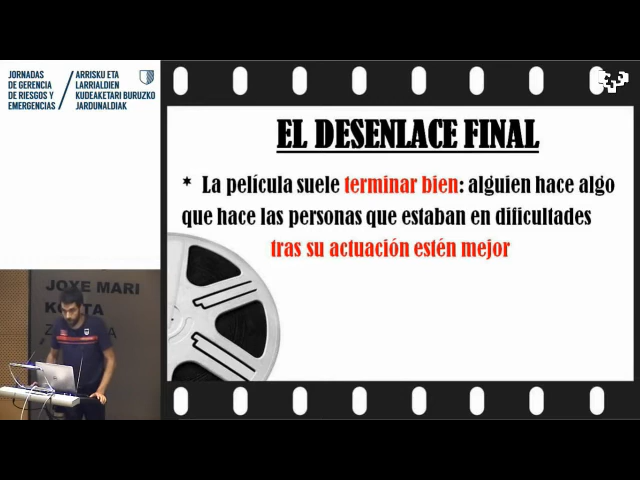 JORNADAS
DE GERENCIA
DE RIESGOS Y
EMERGENCIAS
ARRISKU ETA
LARRIALDIEN
KUDEAKETARI BURUZKO
JARDUNALDIAK
EL DESENLACE FINAL
* La película suele terminar bien: alguien hace algo
que hace las personas que estaban en dificultades
tras su actuación estén mejor
JOXE MARI